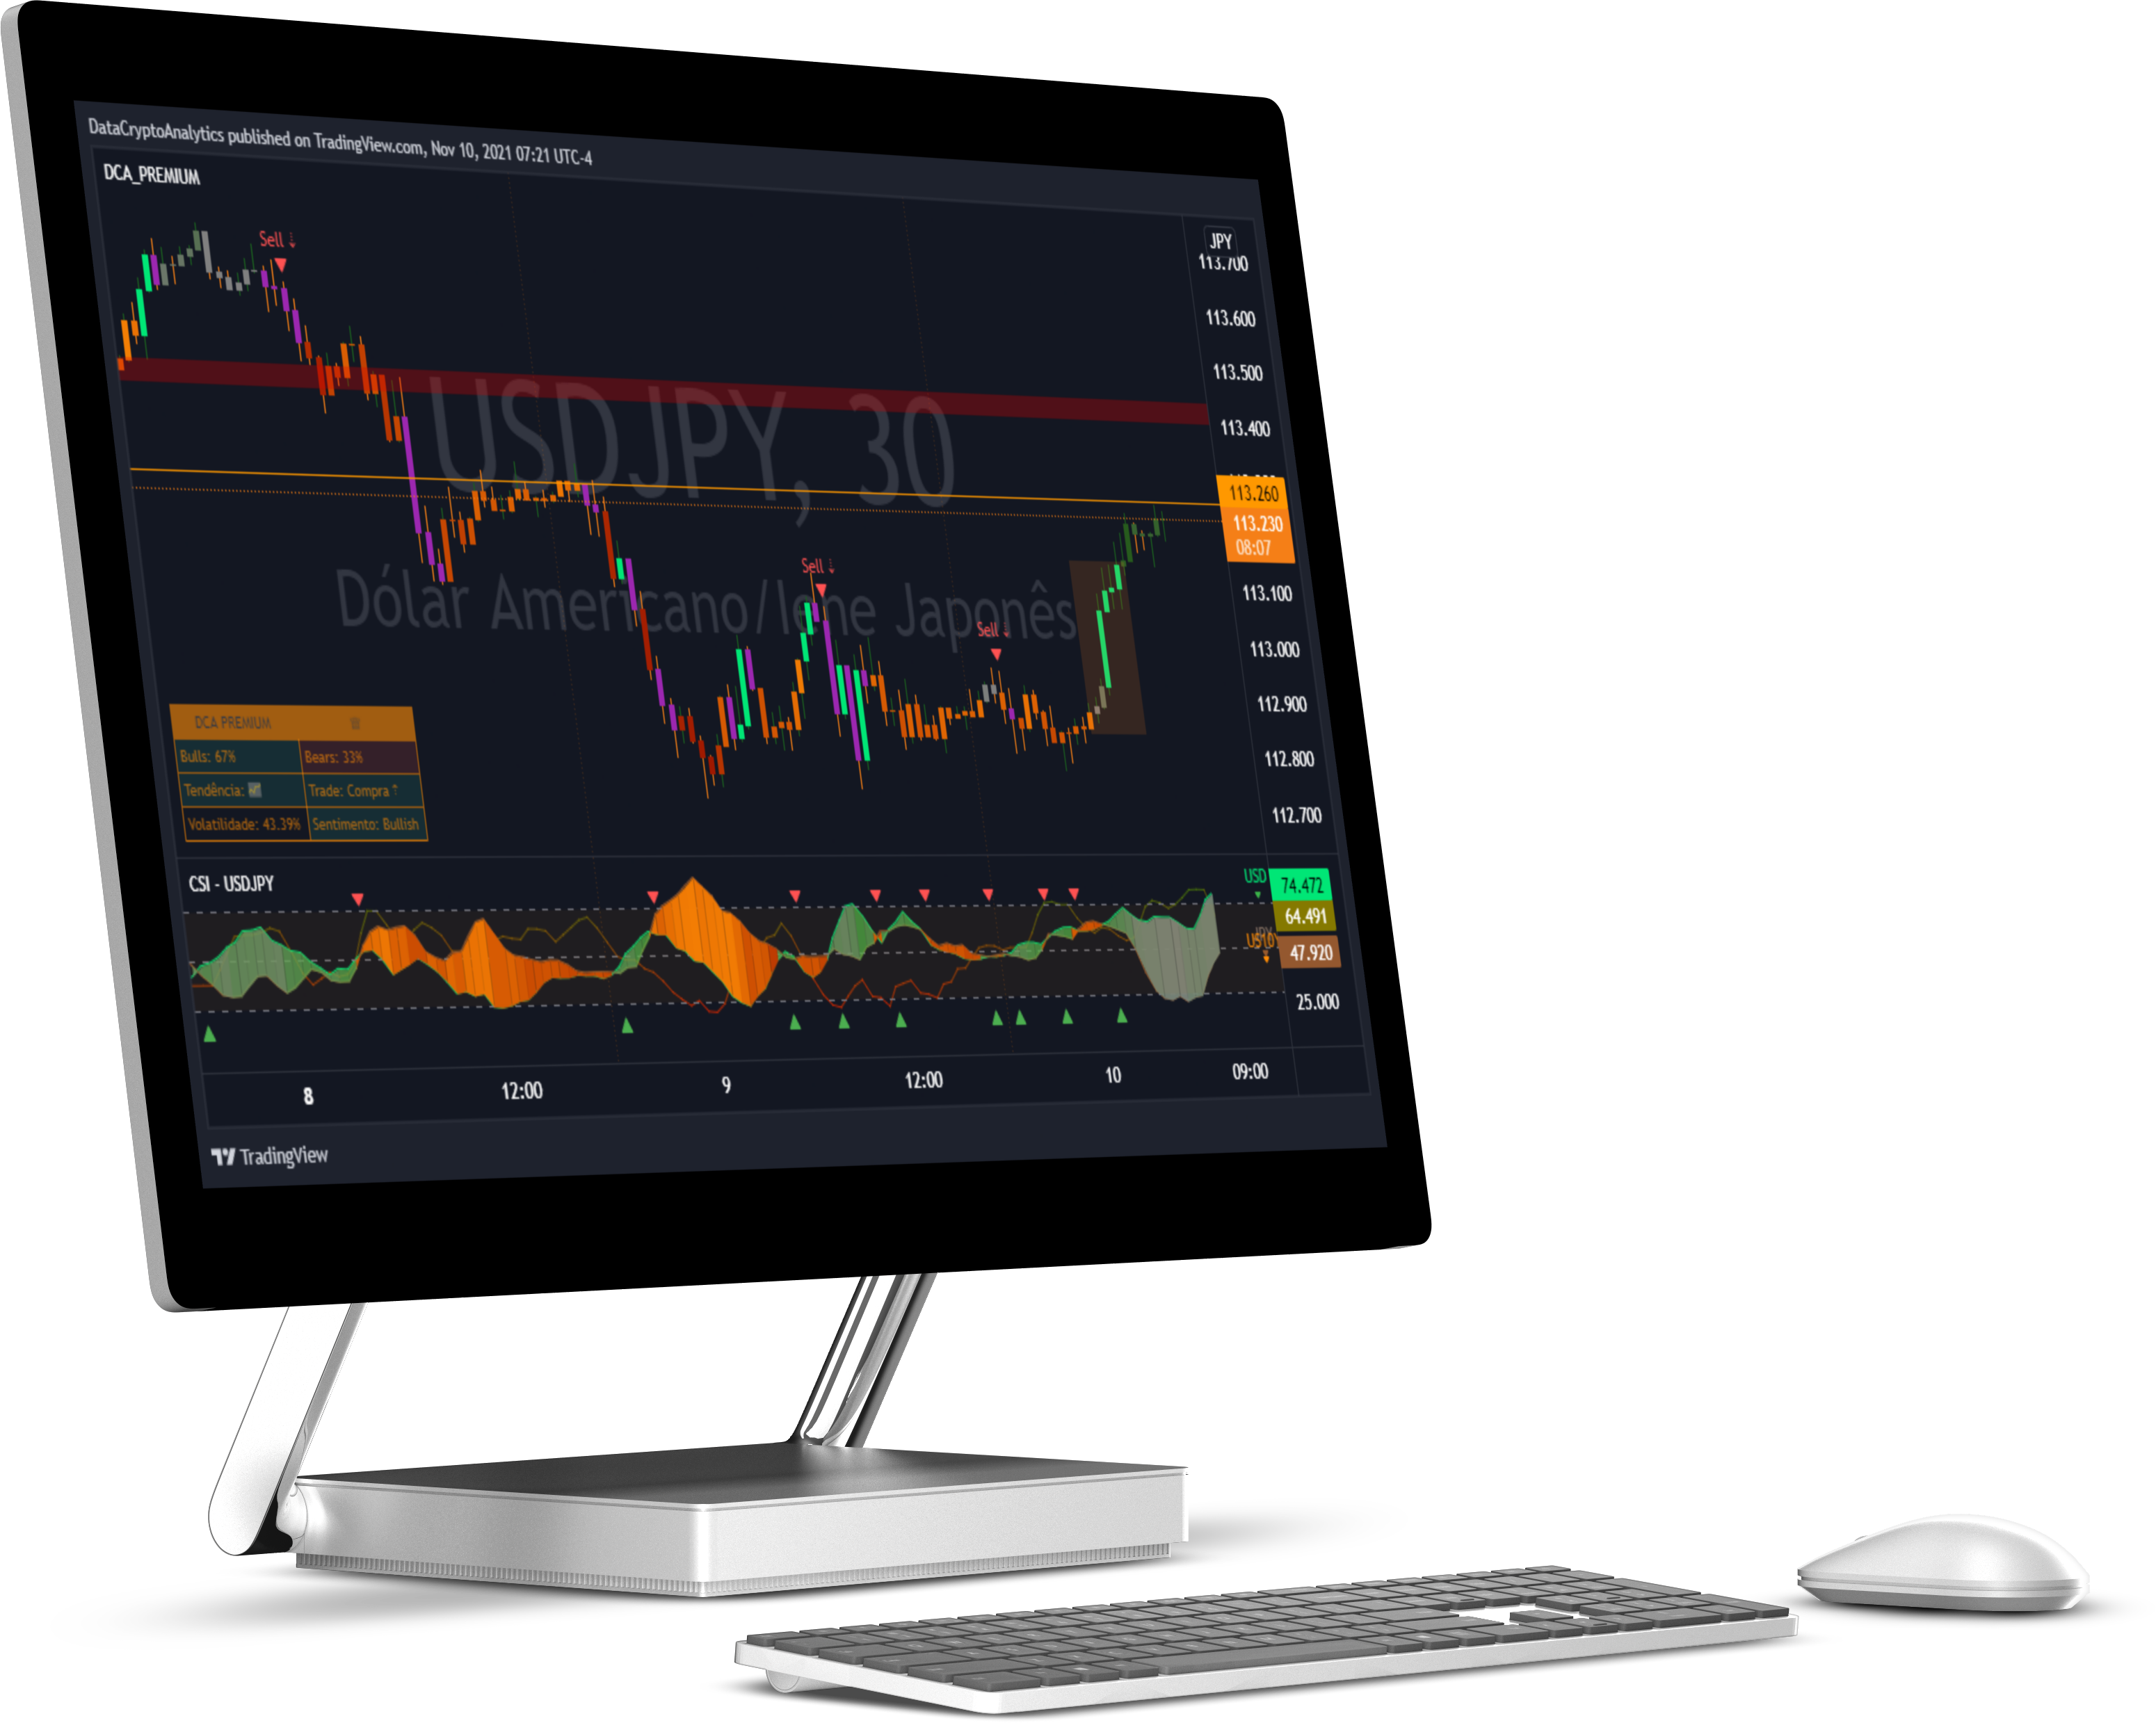 DataCryptoAnalytics published on TradingView.com, Nov 10, 2021 07:21 UTC-4
DCA_PREMIUM
JPY
113.700
Sell ↓
113.600
113.500
USDJPY, 30
113.400
113.260
113.230
08:07
Sell ↓
Dólar Americano/Iene Japonês
113.100
Sell ↓
113.000
112.900
DCA PREMIUM
Bulls: 67% Bears: 33%
112.800
Tendência: Trade: Compra ↑
112.700
Volatilidade: 43.39% Sentimento: Bullish
CSI - USDJPY
USD 74.472
64.491
47.920
25.000
8 12:00 9 12:00 10 09:00
TradingView